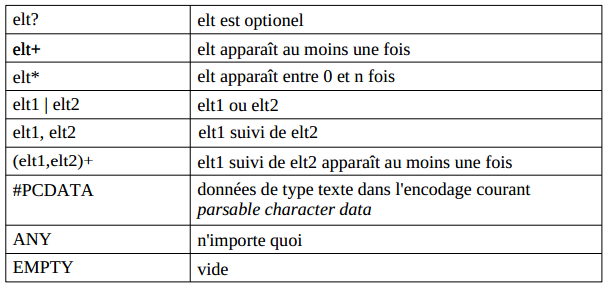 elt? elt est optionel
elt+ elt apparaît au moins une fois
elt* elt apparaît entre 0 et n fois
elt1 | elt2 elt1 ou elt2
elt1, elt2 elt1 suivi de elt2
(elt1,elt2)+ elt1 suivi de elt2 apparaît au moins une fois
#PCDATA données de type texte dans l'encodage courant
parsable character data
ANY n'importe quoi
EMPTY vide